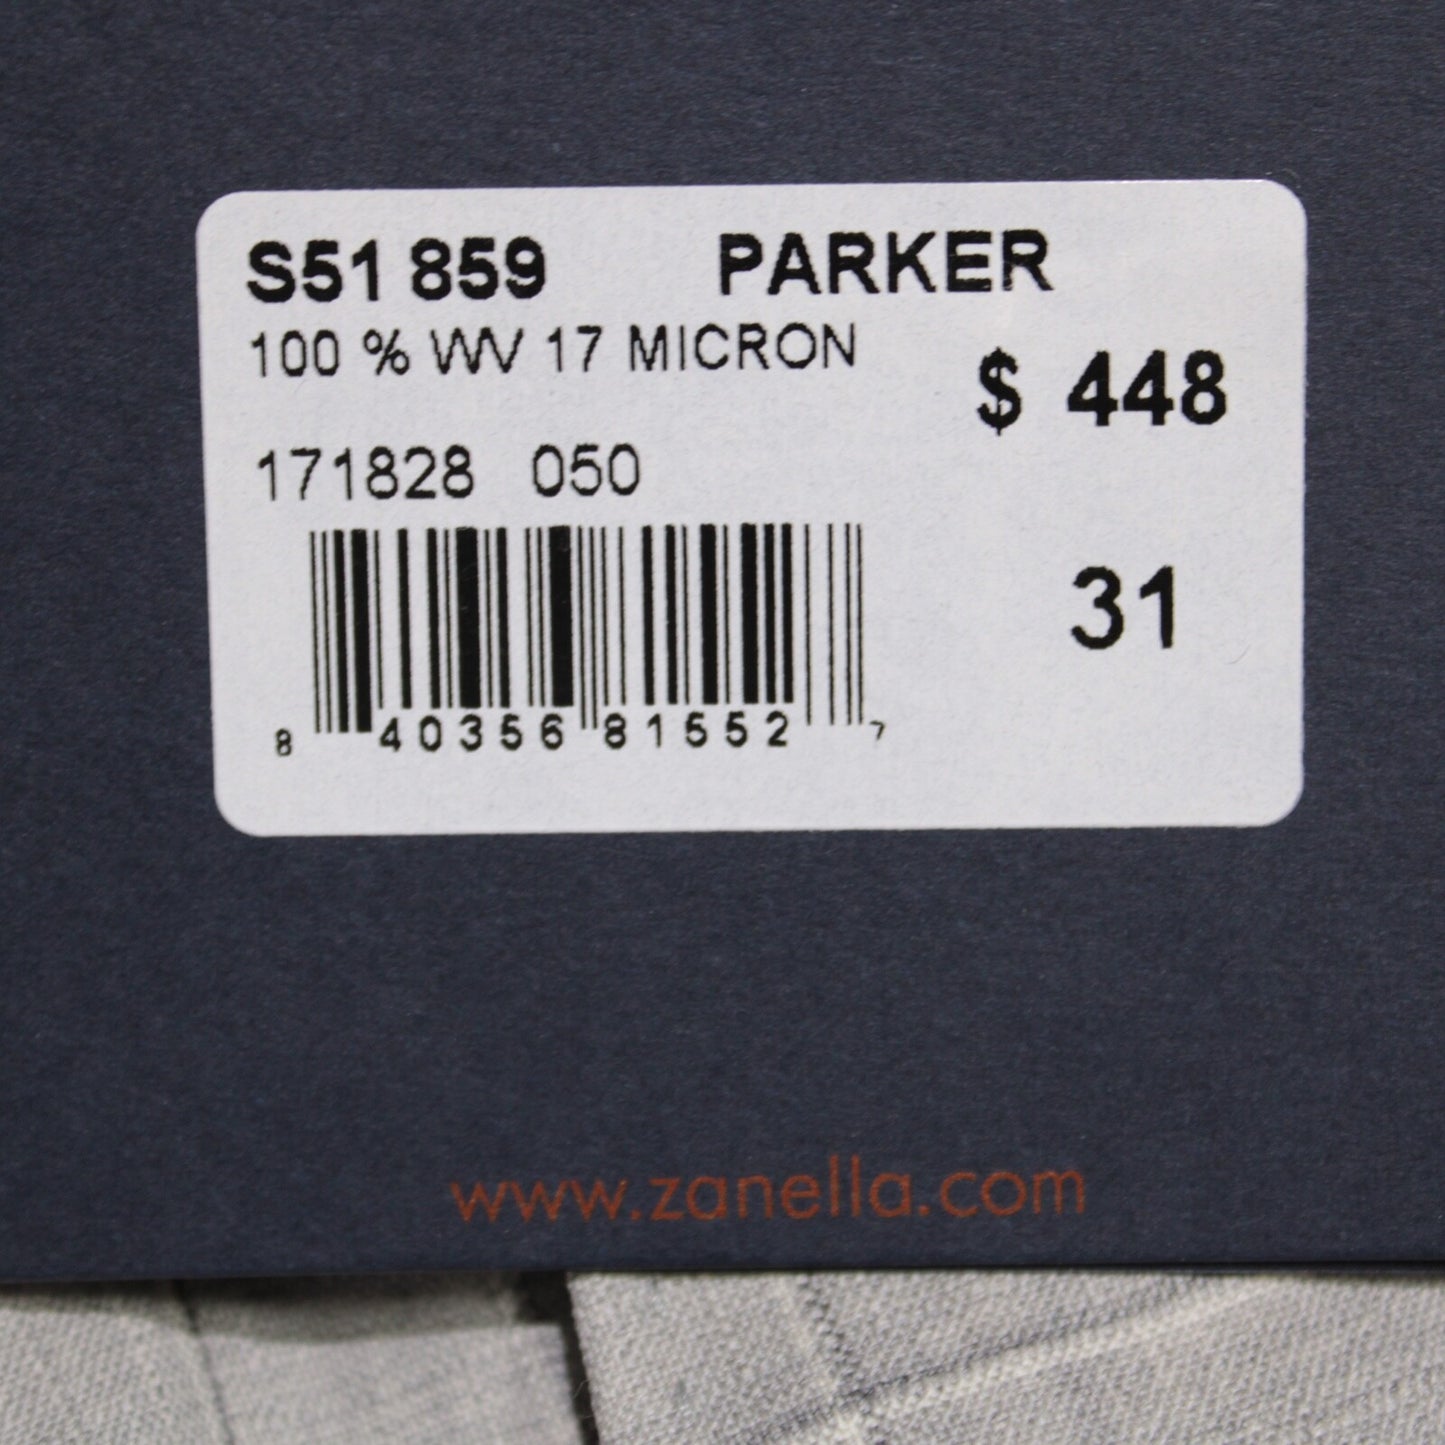 S51 859 PARKER
100 % WV 17 MICRON
$ 448
171828 050
31
8 40356 81552 7
www.zanella.com